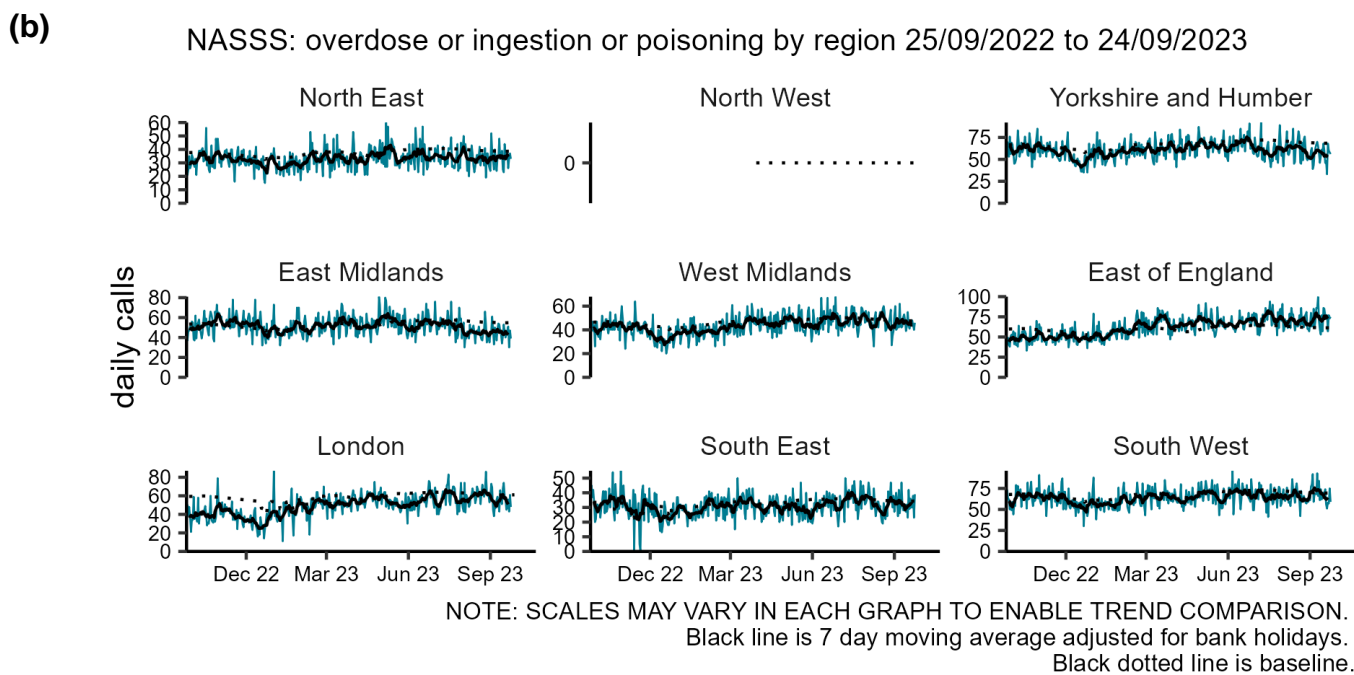 (b)
NASSS: overdose or ingestion or poisoning by region 25/09/2022 to 24/09/2023
daily calls
North East
60
50
40
30
20
10
0
North West
0
Yorkshire and Humber
75
50
25
0
East Midlands
80
60
40
20
0
West Midlands
60
40
20
0
East of England
100
75
50
25
0
London
80
60
40
20
0
Dec 22 Mar 23 Jun 23 Sep 23
South East
50
40
30
20
10
0
Dec 22 Mar 23 Jun 23 Sep 23
South West
75
50
25
0
Dec 22 Mar 23 Jun 23 Sep 23
NOTE: SCALES MAY VARY IN EACH GRAPH TO ENABLE TREND COMPARISON.
Black line is 7 day moving average adjusted for bank holidays.
Black dotted line is baseline.